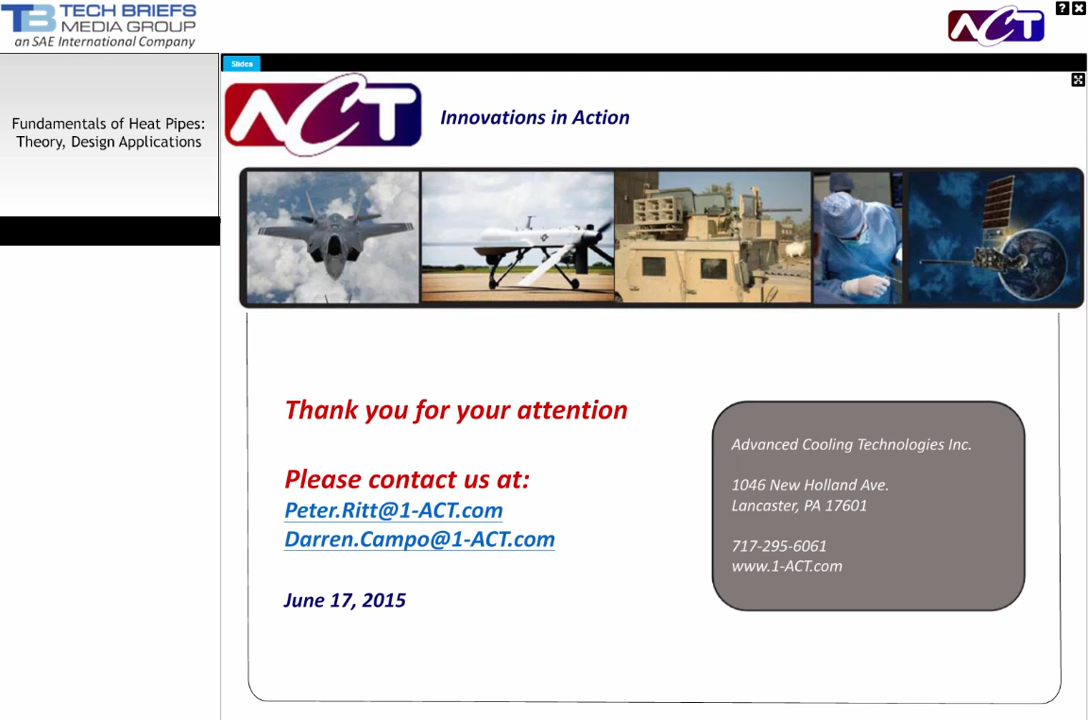 TB TECH BRIEFS
MEDIA GROUP
an SAE International Company
ACT
? ×
Slides
Fundamentals of Heat Pipes:
Theory, Design Applications
ACT
Innovations in Action
Thank you for your attention
Please contact us at:
Peter.Ritt@1-ACT.com
Darren.Campo@1-ACT.com
June 17, 2015
Advanced Cooling Technologies Inc.
1046 New Holland Ave.
Lancaster, PA 17601
717-295-6061
www.1-ACT.com